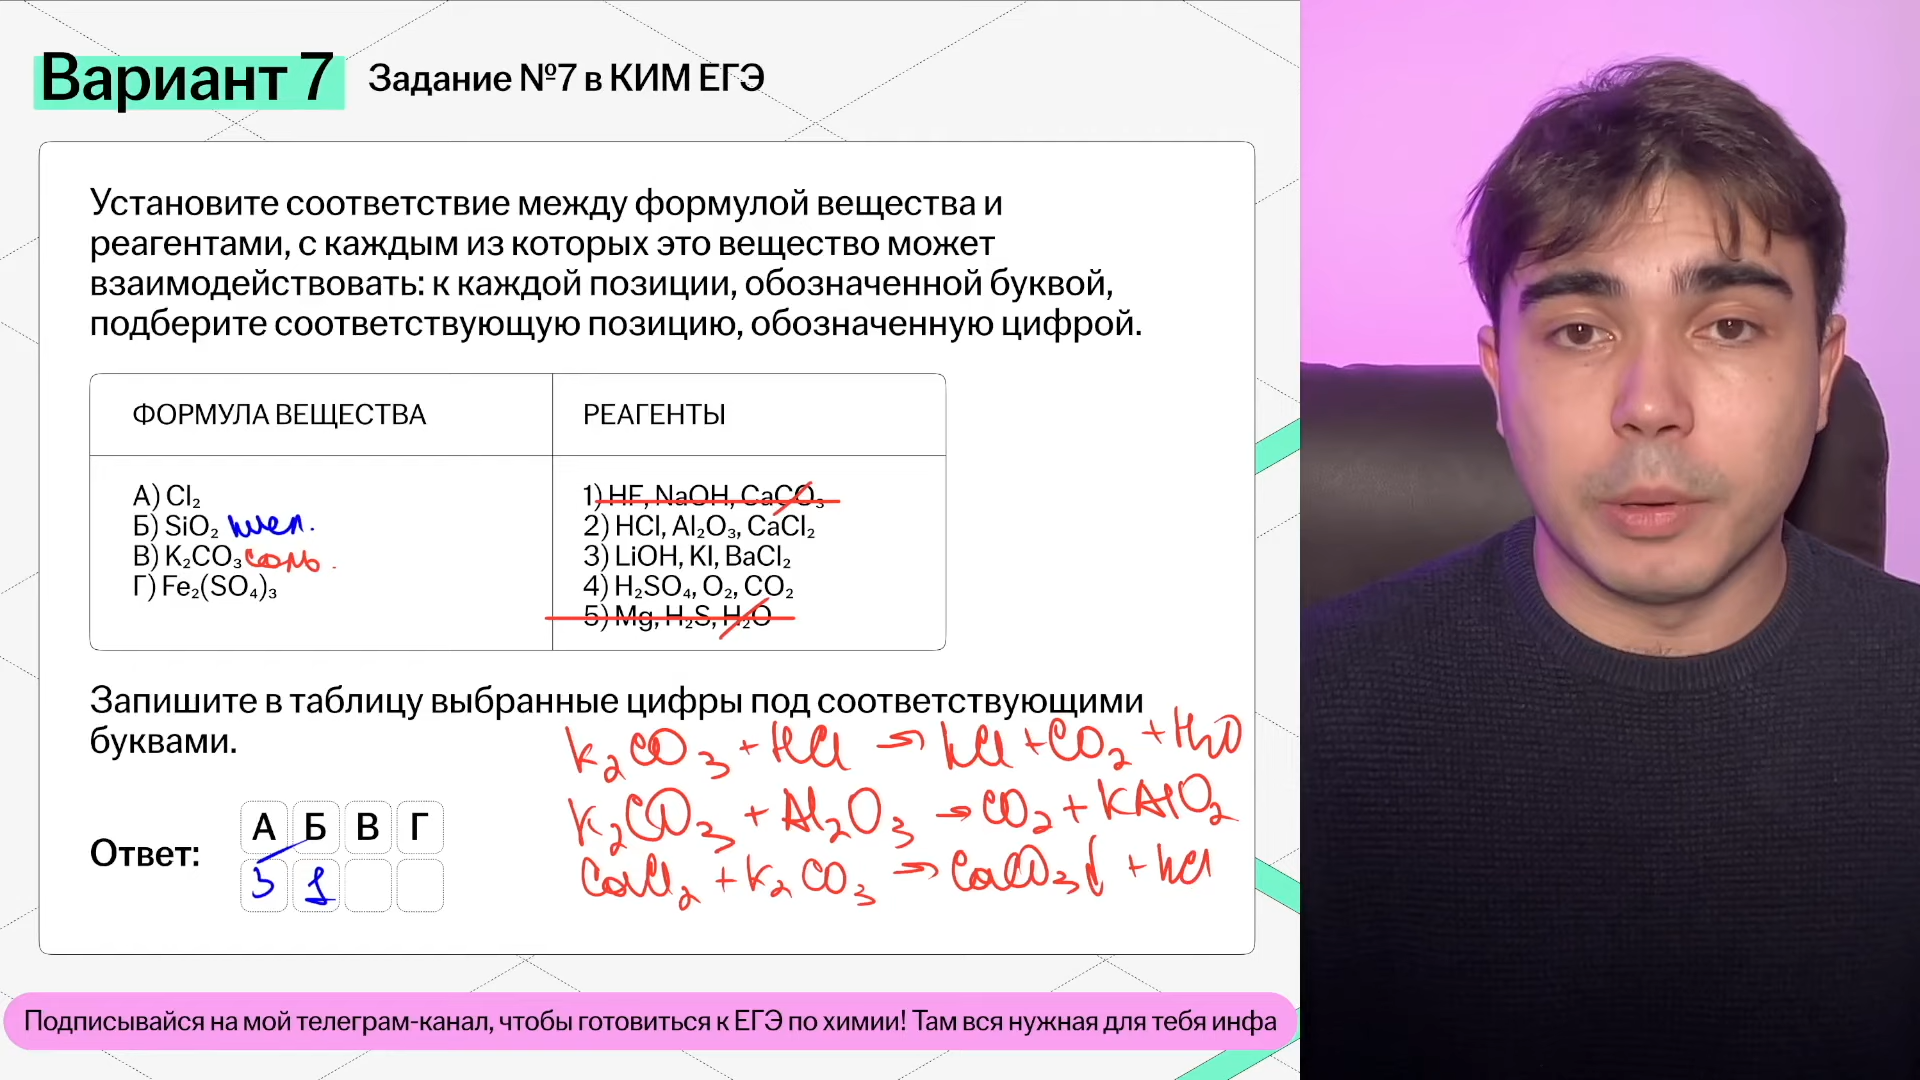 Вариант 7 Задание №7 в КИМ ЕГЭ
Установите соответствие между формулой вещества и
реагентами, с каждым из которых это вещество может
взаимодействовать: к каждой позиции, обозначенной буквой,
подберите соответствующую позицию, обозначенную цифрой.
ФОРМУЛА ВЕЩЕСТВА
РЕАГЕНТЫ
А) Cl₂
Б) SiO₂ кисл.
В) K₂CO₃ соль.
Г) Fe₂(SO₄)₃
1) HF, NaOH, CaCO₃
2) HCl, Al₂O₃, CaCl₂
3) LiOH, KI, BaCl₂
4) H₂SO₄, O₂, CO₂
5) Mg, H₂S, H₂O
Запишите в таблицу выбранные цифры под соответствующими
буквами.
K₂CO₃ + HCl → KCl + CO₂ + H₂O
K₂CO₃ + Al₂O₃ → CO₂ + KAlO₂
CaCl₂ + K₂CO₃ → CaCO₃↓ + KCl
Ответ:
А Б В Г
5 1
Подписывайся на мой телеграм-канал, чтобы готовиться к ЕГЭ по химии! Там вся нужная для тебя инфа